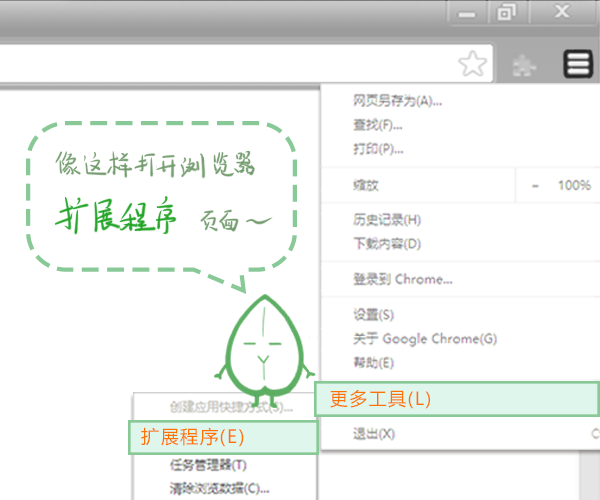 网页另存为(A)...
查找(F)...
打印(P)...
缩放 - 100%
历史记录(H)
下载内容(D)
登录到 Chrome...
设置(S)
关于 Google Chrome(G)
帮助(E)
更多工具(L)
退出(X)
像这样打开浏览器
扩展程序 页面～
创建应用快捷方式(S)...
扩展程序(E)
任务管理器(T)
清除浏览数据(C)...